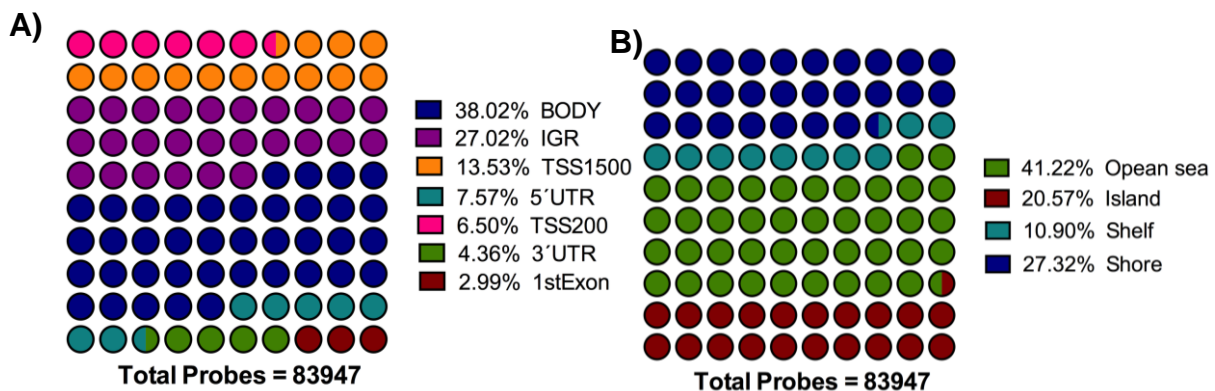 A)
38.02% BODY
27.02% IGR
13.53% TSS1500
7.57% 5´UTR
6.50% TSS200
4.36% 3´UTR
2.99% 1stExon
Total Probes = 83947
B)
41.22% Opean sea
20.57% Island
10.90% Shelf
27.32% Shore
Total Probes = 83947